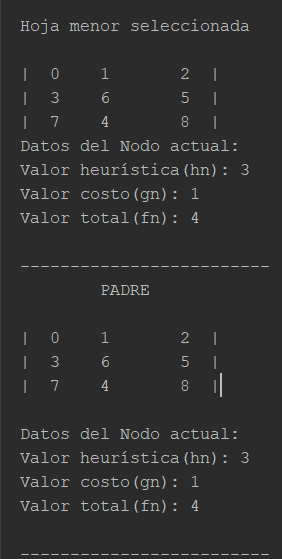 Hoja menor seleccionada
| 0 1 2 |
| 3 6 5 |
| 7 4 8 |
Datos del Nodo actual:
Valor heurística(hn): 3
Valor costo(gn): 1
Valor total(fn): 4
-------------------------
PADRE
| 0 1 2 |
| 3 6 5 |
| 7 4 8 |
Datos del Nodo actual:
Valor heurística(hn): 3
Valor costo(gn): 1
Valor total(fn): 4
-------------------------